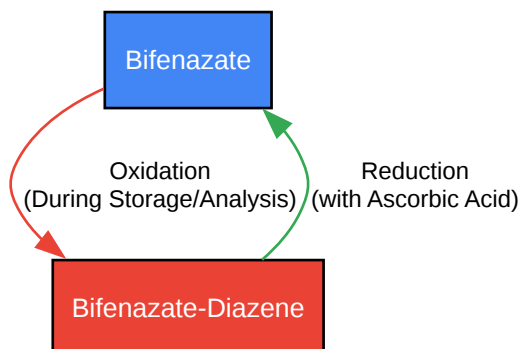 Bifenazate
Oxidation
(During Storage/Analysis)
Reduction
(with Ascorbic Acid)
Bifenazate-Diazene